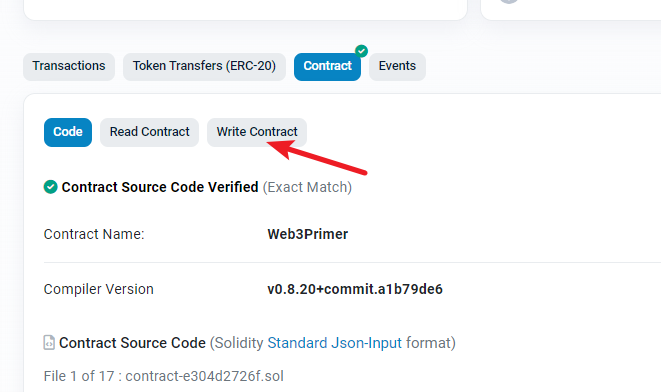 Transactions Token Transfers (ERC-20) Contract Events
Code Read Contract Write Contract
Contract Source Code Verified (Exact Match)
Contract Name: Web3Primer
Compiler Version v0.8.20+commit.a1b79de6
Contract Source Code (Solidity Standard Json-Input format)
File 1 of 17 : contract-e304d2726f.sol